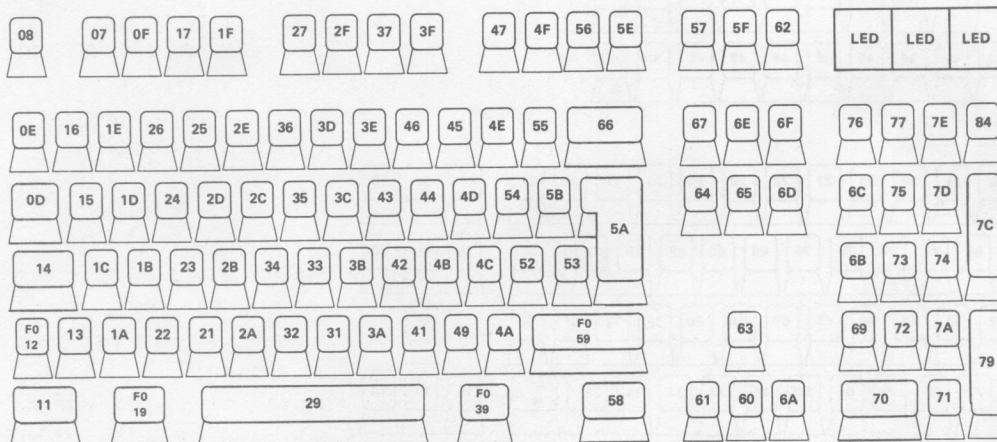 08 07 0F 17 1F 27 2F 37 3F 47 4F 56 5E 57 5F 62 LED LED LED
0E 16 1E 26 25 2E 36 3D 3E 46 45 4E 55 66 67 6E 6F 76 77 7E 84
0D 15 1D 24 2D 2C 35 3C 43 44 4D 54 5B 64 65 6D 6C 75 7D
5A 7C
14 1C 1B 23 2B 34 33 3B 42 4B 4C 52 53 6B 73 74
F0 12 13 1A 22 21 2A 32 31 3A 41 49 4A F0 59 63 69 72 7A
79
11 F0 19 29 F0 39 58 61 60 6A 70 71